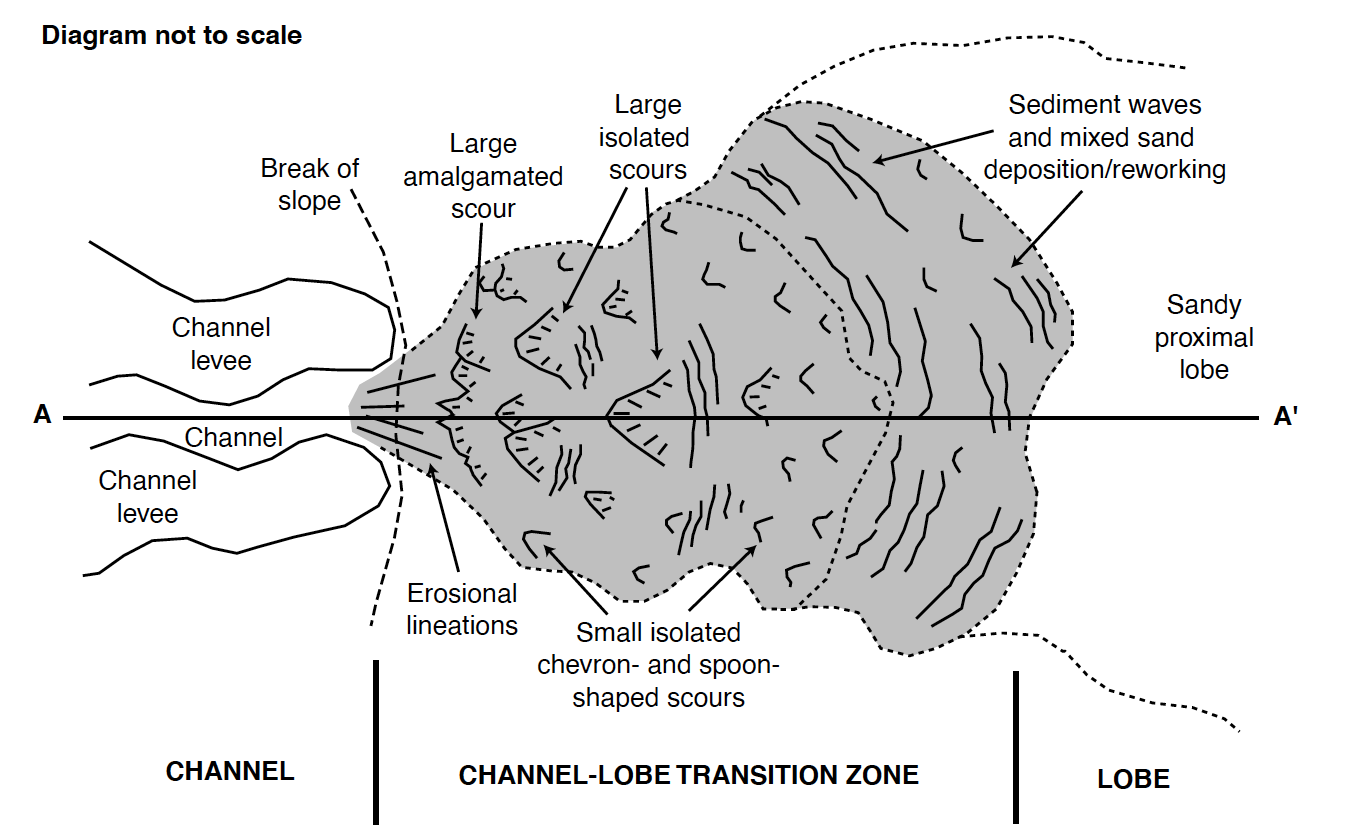 Diagram not to scale
Large
isolated
scours
Sediment waves
and mixed sand
deposition/reworking
Large
amalgamated
scour
Break of
slope
Channel
levee
Sandy
proximal
lobe
A
A'
Channel
Channel
levee
Erosional
lineations
Small isolated
chevron- and spoon-
shaped scours
CHANNEL
CHANNEL-LOBE TRANSITION ZONE
LOBE